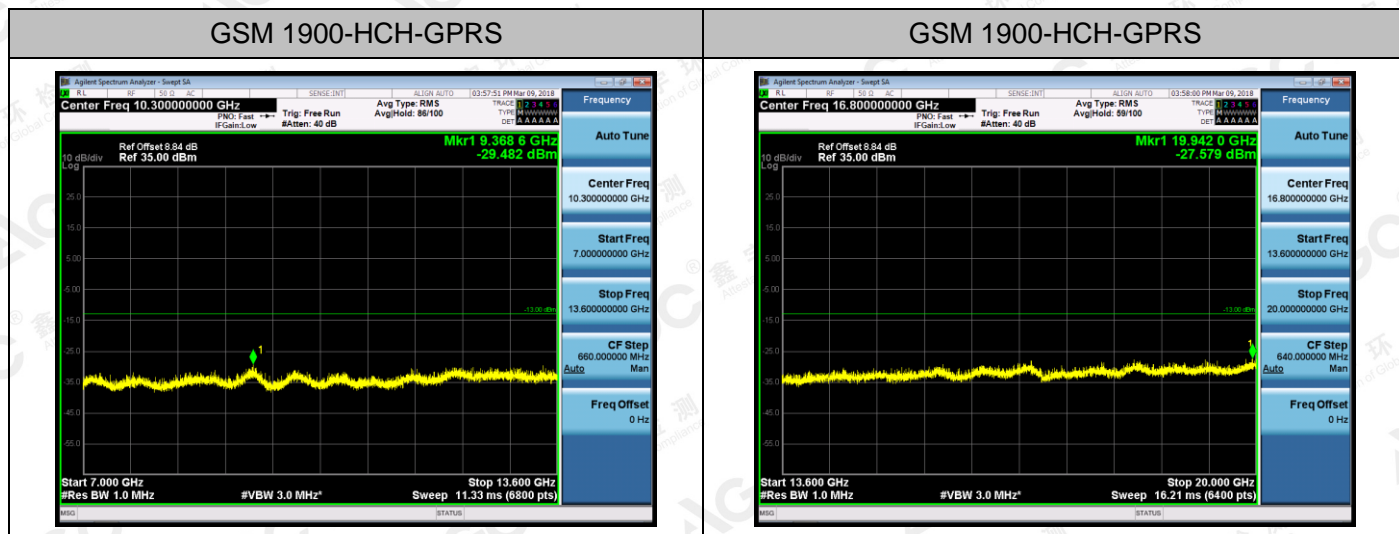 GSM 1900-HCH-GPRS
Agilent Spectrum Analyzer - Swept SA
RL RF 50 Ω AC SENSE:INT ALIGN AUTO 03:57:51 PM Mar 09, 2018
Center Freq 10.300000000 GHz
PNO: Fast
IFGain:Low
Trig: Free Run
#Atten: 40 dB
Avg Type: RMS
Avg|Hold: 86/100
TRACE 1 2 3 4 5 6
TYPE M
DET A A A A A A
Ref Offset 8.84 dB
10 dB/div Ref 35.00 dBm
Log
Mkr1 9.368 6 GHz
-29.482 dBm
25.0
15.0
5.00
-5.00
-13.00 dBm
-15.0
1
-25.0
-35.0
-45.0
-55.0
Start 7.000 GHz
Stop 13.600 GHz
#Res BW 1.0 MHz
#VBW 3.0 MHz*
Sweep 11.33 ms (6800 pts)
MSG STATUS
Frequency
Auto Tune
Center Freq
10.300000000 GHz
Start Freq
7.000000000 GHz
Stop Freq
13.600000000 GHz
CF Step
660.000000 MHz
Auto Man
Freq Offset
0 Hz
GSM 1900-HCH-GPRS
Agilent Spectrum Analyzer - Swept SA
RL RF 50 Ω AC SENSE:INT ALIGN AUTO 03:58:00 PM Mar 09, 2018
Center Freq 16.800000000 GHz
PNO: Fast
IFGain:Low
Trig: Free Run
#Atten: 40 dB
Avg Type: RMS
Avg|Hold: 59/100
TRACE 1 2 3 4 5 6
TYPE M
DET A A A A A A
Ref Offset 8.84 dB
10 dB/div Ref 35.00 dBm
Log
Mkr1 19.942 0 GHz
-27.579 dBm
25.0
15.0
5.00
-5.00
-13.00 dBm
-15.0
1
-25.0
-35.0
-45.0
-55.0
Start 13.600 GHz
Stop 20.000 GHz
#Res BW 1.0 MHz
#VBW 3.0 MHz*
Sweep 16.21 ms (6400 pts)
MSG STATUS
Frequency
Auto Tune
Center Freq
16.800000000 GHz
Start Freq
13.600000000 GHz
Stop Freq
20.000000000 GHz
CF Step
640.000000 MHz
Auto Man
Freq Offset
0 Hz